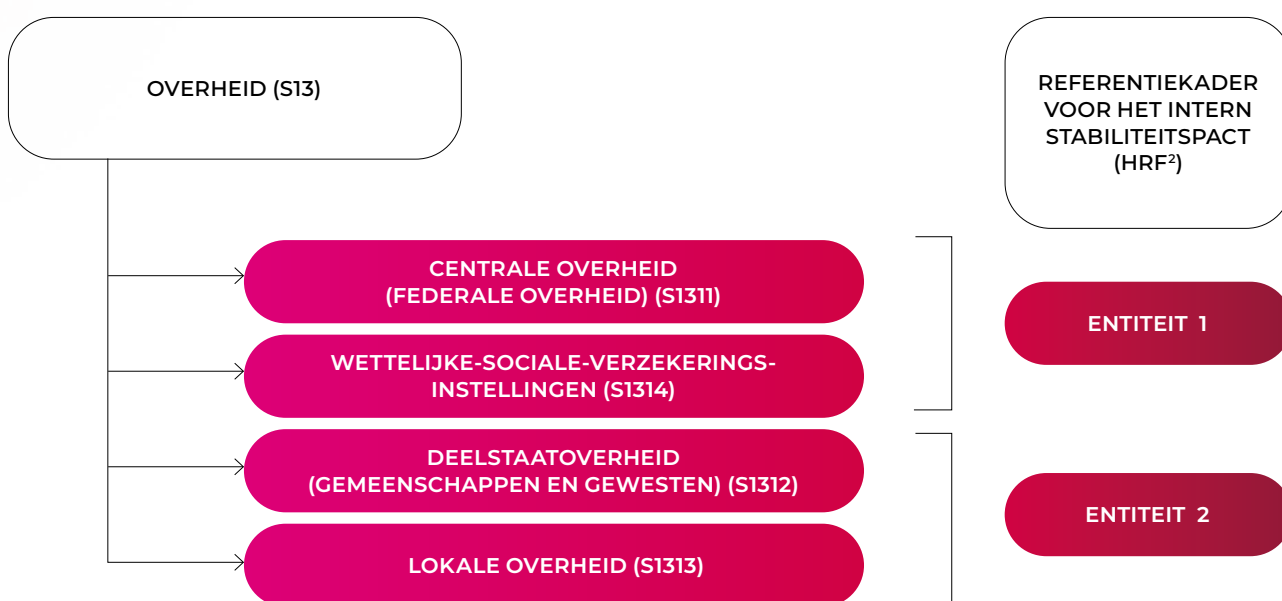 OVERHEID (S13)
REFERENTIEKADER
VOOR HET INTERN
STABILITEITSPACT
(HRF²)
CENTRALE OVERHEID
(FEDERALE OVERHEID) (S1311)
WETTELIJKE-SOCIALE-VERZEKERINGS-
INSTELLINGEN (S1314)
ENTITEIT 1
DEELSTAATOVERHEID
(GEMEENSCHAPPEN EN GEWESTEN) (S1312)
LOKALE OVERHEID (S1313)
ENTITEIT 2